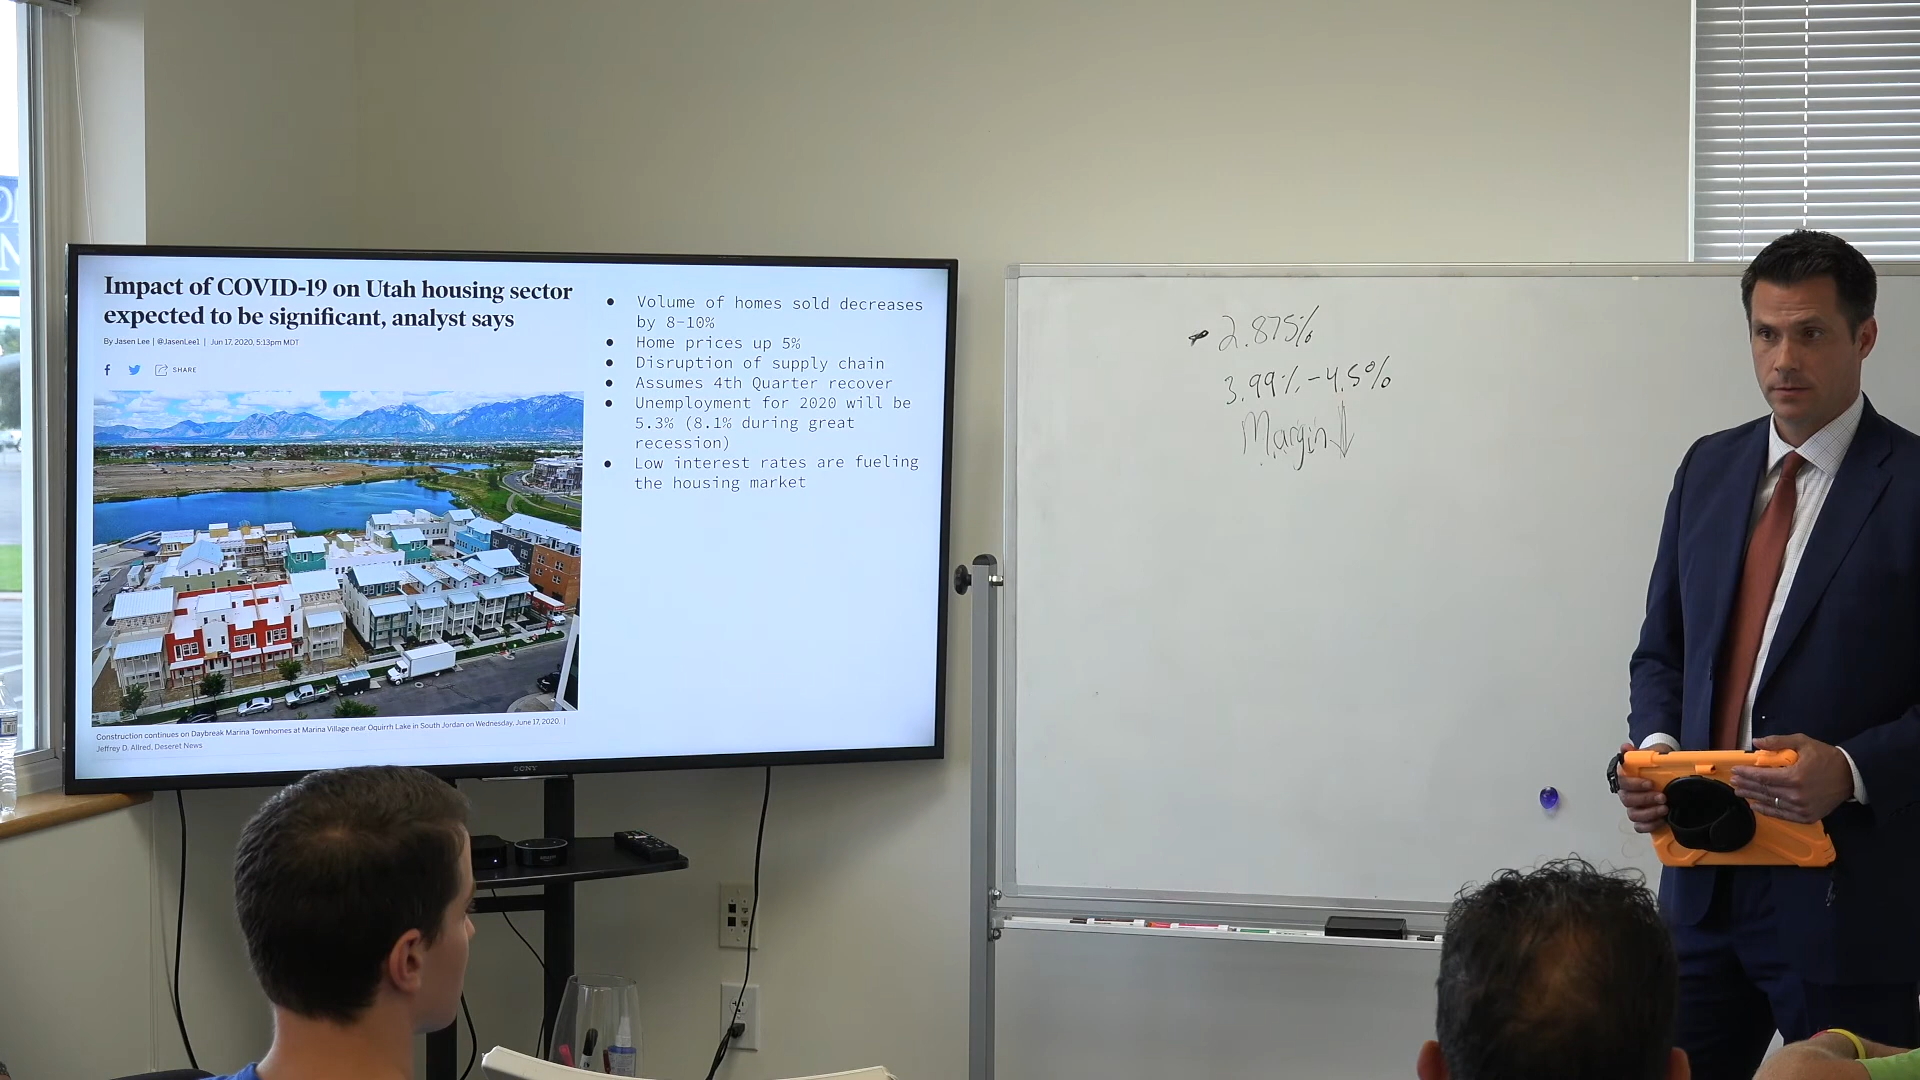 Impact of COVID-19 on Utah housing sector
expected to be significant, analyst says
By Jasen Lee | @JasenLee1 | Jun 17, 2020, 5:13pm MDT
SHARE
Construction continues on Daybreak Marina Townhomes at Marina Village near Oquirrh Lake in South Jordan on Wednesday, June 17, 2020. |
Jeffrey D. Allred, Deseret News
● Volume of homes sold decreases
by 8-10%
● Home prices up 5%
● Disruption of supply chain
● Assumes 4th Quarter recover
● Unemployment for 2020 will be
5.3% (8.1% during great
recession)
● Low interest rates are fueling
the housing market
SONY
2.875%
3.99% - 4.5%
Margin ↓